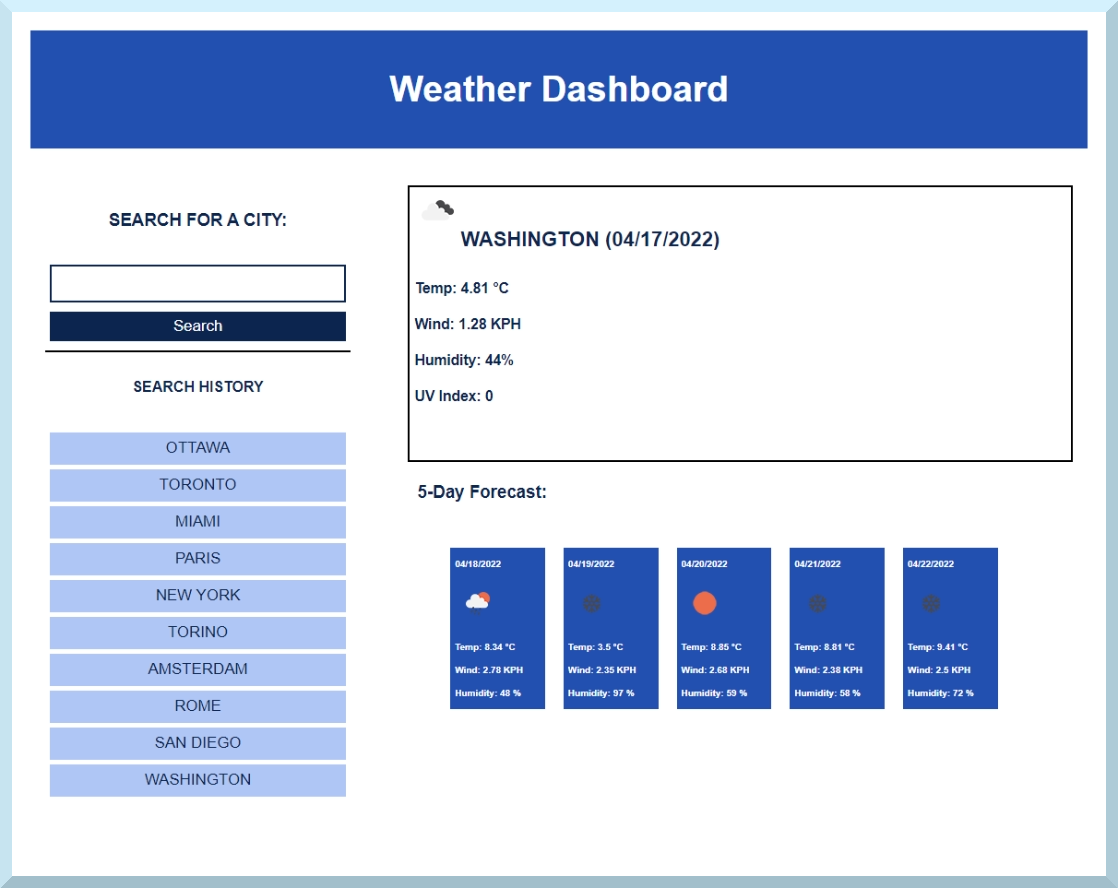 Weather Dashboard
SEARCH FOR A CITY:
Search
SEARCH HISTORY
OTTAWA
TORONTO
MIAMI
PARIS
NEW YORK
TORINO
AMSTERDAM
ROME
SAN DIEGO
WASHINGTON
WASHINGTON (04/17/2022)
Temp: 4.81 °C
Wind: 1.28 KPH
Humidity: 44%
UV Index: 0
5-Day Forecast:
04/18/2022
Temp: 8.34 °C
Wind: 2.78 KPH
Humidity: 48 %
04/19/2022
Temp: 3.5 °C
Wind: 2.35 KPH
Humidity: 97 %
04/20/2022
Temp: 8.85 °C
Wind: 2.68 KPH
Humidity: 59 %
04/21/2022
Temp: 8.81 °C
Wind: 2.38 KPH
Humidity: 58 %
04/22/2022
Temp: 9.41 °C
Wind: 2.5 KPH
Humidity: 72 %